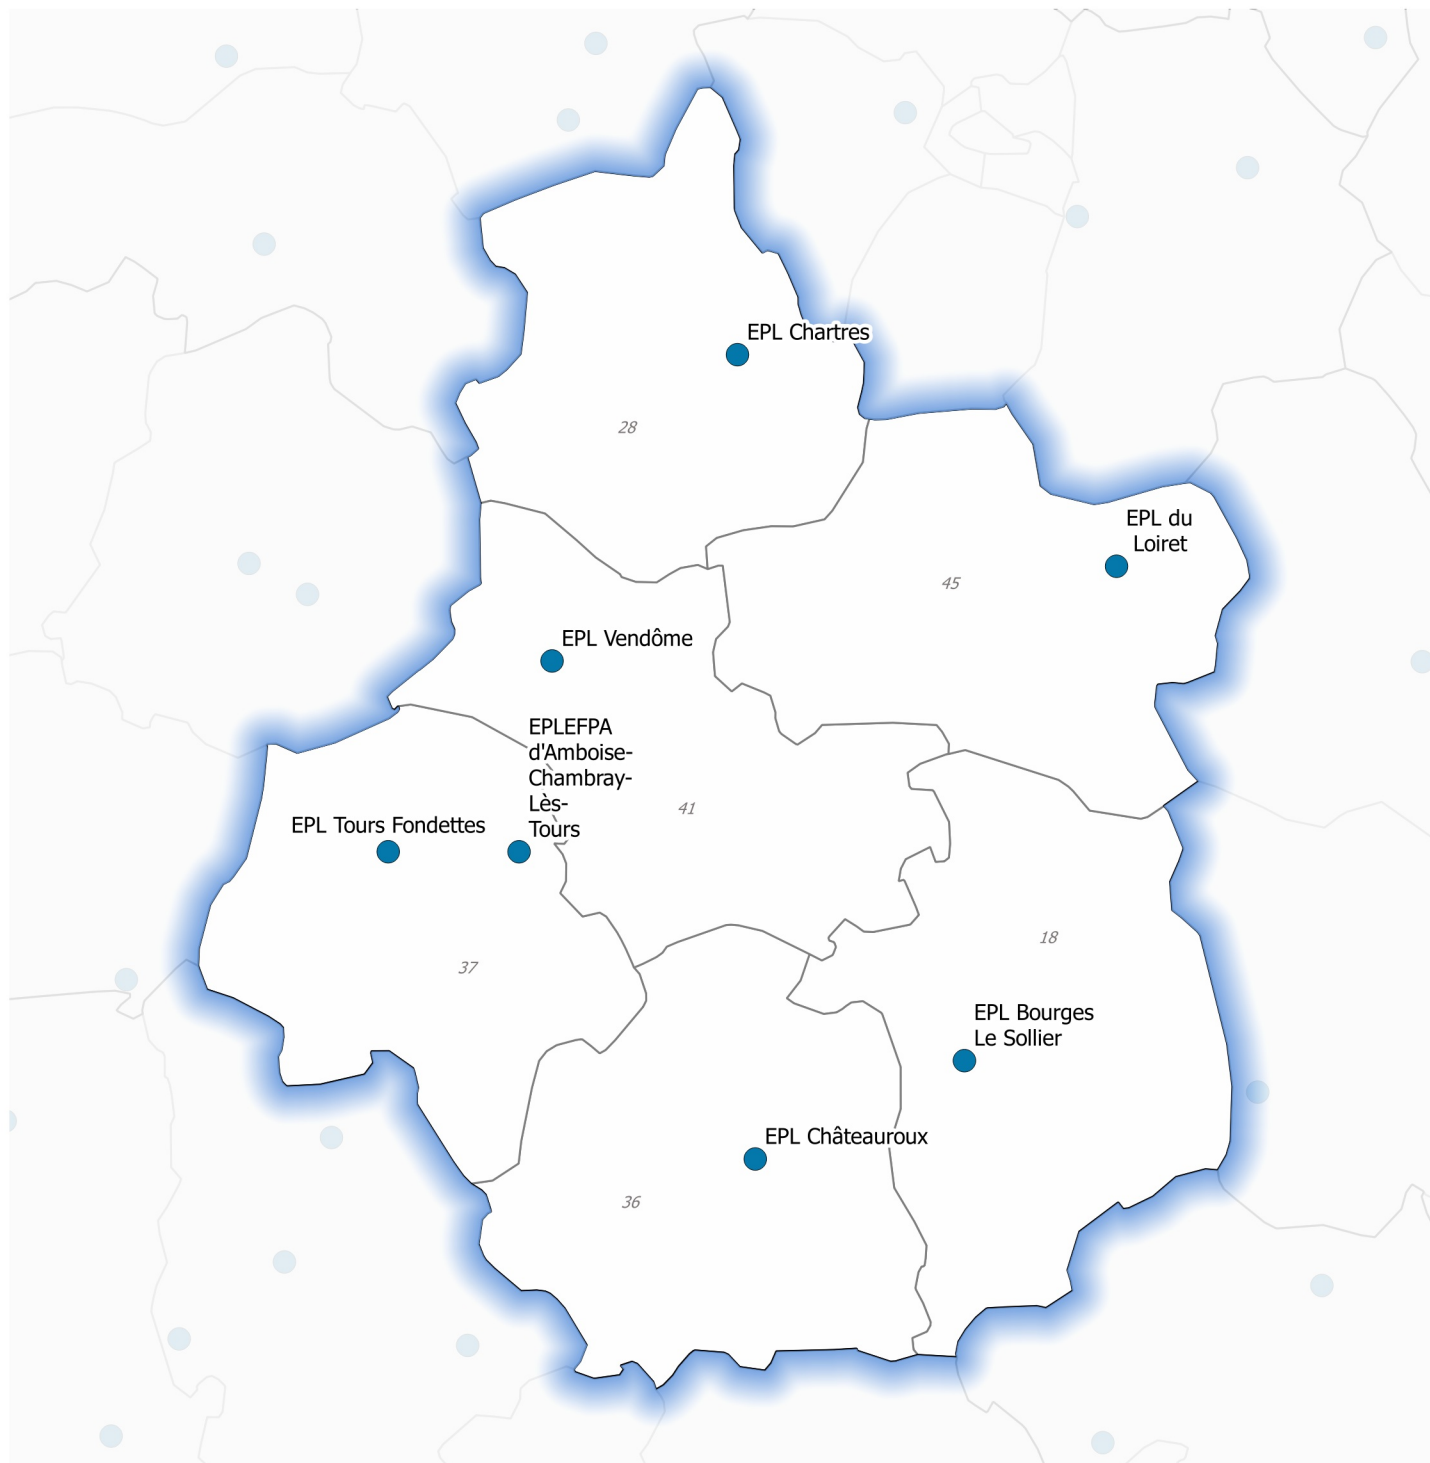 EPL Chartres
28
EPL du
Loiret
45
EPL Vendôme
EPLEFPA
d'Amboise-
Chambray-
Lès-
Tours
41
EPL Tours Fondettes
37
18
EPL Bourges
Le Sollier
EPL Châteauroux
36